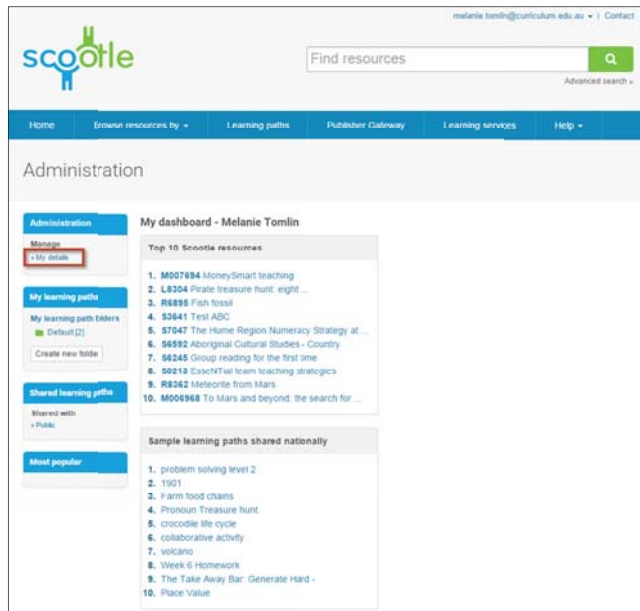 melanie.tomlin@curriculum.edu.au | Contact
scootle
Find resources
Advanced search »
Home Browse resources by Learning paths Publisher Gateway Learning services Help
Administration
Administration
Manage
» My details
My learning paths
My learning path folders
Default [2]
Create new folder
Shared learning paths
Shared with
» Public
Most popular
My dashboard - Melanie Tomlin
Top 10 Scootle resources
1. M007694 MoneySmart teaching
2. L8304 Pirate treasure hunt: eight ...
3. R6895 Fish fossil
4. S3641 Test ABC
5. S7047 The Hume Region Numeracy Strategy at ...
6. S6592 Aboriginal Cultural Studies - Country
7. S6245 Group reading for the first time
8. S0213 EsseNTial team teaching strategies
9. R8362 Meteorite from Mars
10. M006968 To Mars and beyond: the search for ...
Sample learning paths shared nationally
1. problem solving level 2
2. 1901
3. Farm food chains
4. Pronoun Treasure hunt
5. crocodile life cycle
6. collaborative activity
7. volcano
8. Week 6 Homework
9. The Take Away Bar: Generate Hard -
10. Place Value